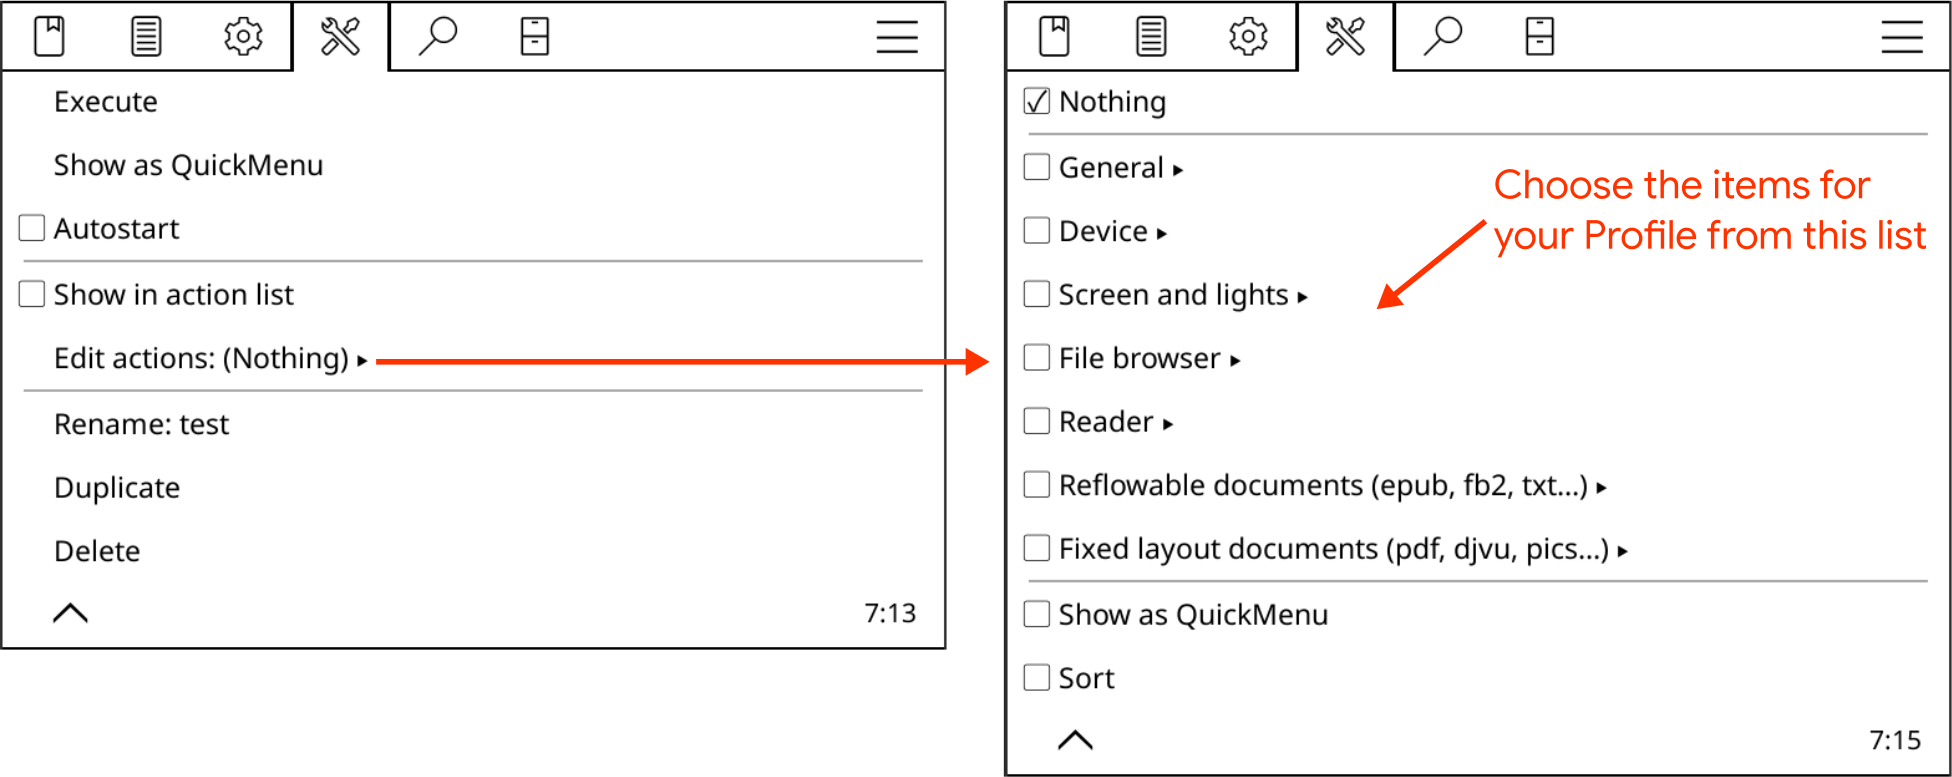 Execute
Show as QuickMenu
Autostart
Show in action list
Edit actions: (Nothing) ▸
Rename: test
Duplicate
Delete
7:13
Nothing
General ▸
Device ▸
Screen and lights ▸
File browser ▸
Reader ▸
Reflowable documents (epub, fb2, txt...) ▸
Fixed layout documents (pdf, djvu, pics...) ▸
Show as QuickMenu
Sort
7:15
Choose the items for
your Profile from this list